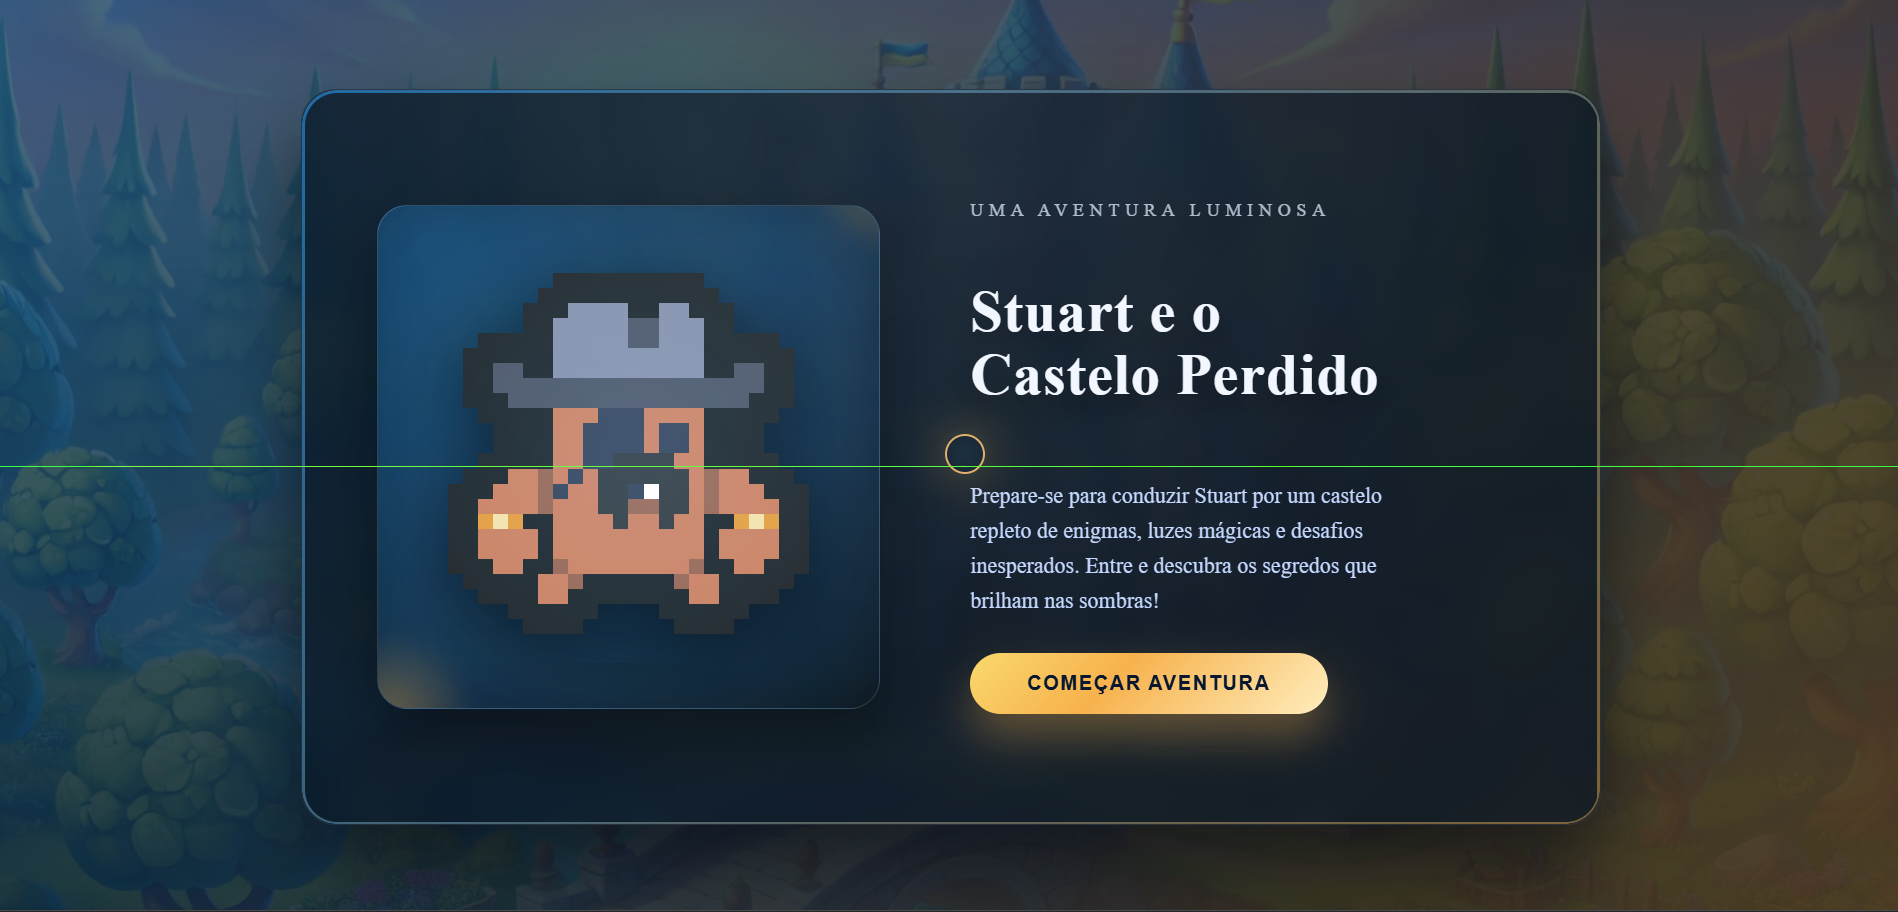 UMA AVENTURA LUMINOSA
Stuart e o
Castelo Perdido
Prepare-se para conduzir Stuart por um castelo
repleto de enigmas, luzes mágicas e desafios
inesperados. Entre e descubra os segredos que
brilham nas sombras!
COMEÇAR AVENTURA